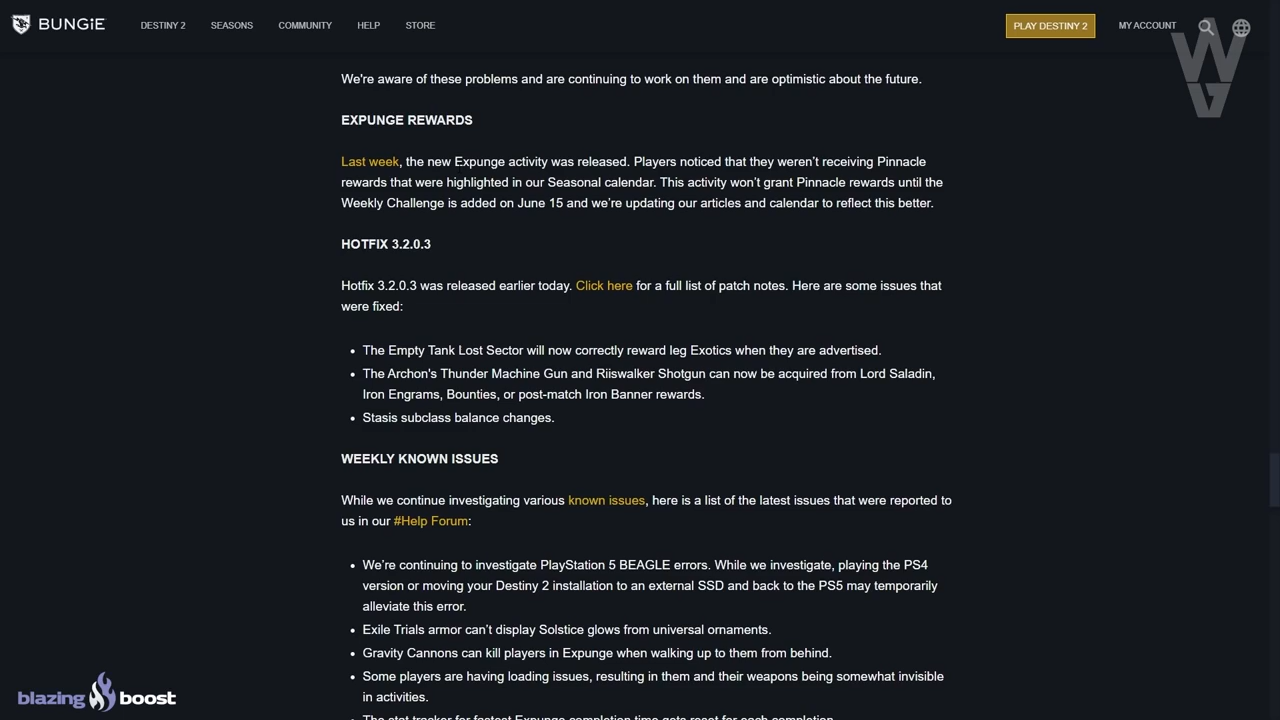 BUNGiE
DESTINY 2
SEASONS
COMMUNITY
HELP
STORE
PLAY DESTINY 2
MY ACCOUNT
We're aware of these problems and are continuing to work on them and are optimistic about the future.
EXPUNGE REWARDS
Last week, the new Expunge activity was released. Players noticed that they weren't receiving Pinnacle
rewards that were highlighted in our Seasonal calendar. This activity won't grant Pinnacle rewards until the
Weekly Challenge is added on June 15 and we're updating our articles and calendar to reflect this better.
HOTFIX 3.2.0.3
Hotfix 3.2.0.3 was released earlier today. Click here for a full list of patch notes. Here are some issues that
were fixed:
• The Empty Tank Lost Sector will now correctly reward leg Exotics when they are advertised.
• The Archon's Thunder Machine Gun and Riiswalker Shotgun can now be acquired from Lord Saladin,
Iron Engrams, Bounties, or post-match Iron Banner rewards.
• Stasis subclass balance changes.
WEEKLY KNOWN ISSUES
While we continue investigating various known issues, here is a list of the latest issues that were reported to
us in our #Help Forum:
• We're continuing to investigate PlayStation 5 BEAGLE errors. While we investigate, playing the PS4
version or moving your Destiny 2 installation to an external SSD and back to the PS5 may temporarily
alleviate this error.
• Exile Trials armor can't display Solstice glows from universal ornaments.
• Gravity Cannons can kill players in Expunge when walking up to them from behind.
• Some players are having loading issues, resulting in them and their weapons being somewhat invisible
in activities.
The stat tracker for fastest Expunge completion time gets reset for each completion.
blazing boost